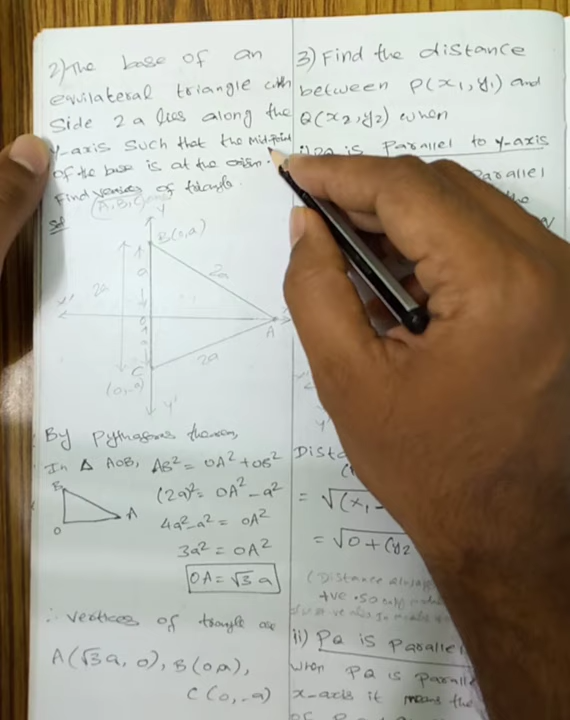 2) The base of an
equilateral triangle with
Side 2a lies along the
Y-axis such that the mid-point
of the base is at the origin.
Find vertices of triangle.
(A, B, C)
Sol
Y
B(0,a)
a
2a
2a
X'
O
a
A
2a
C
(0,-a)
Y'
By Pythagoras theorem,
In Δ AOB, AB² = OA² + OB²
(2a)² = OA² - a²
4a² - a² = OA²
3a² = OA²
OA = √3 a
B
O
A
∴ vertices of triangle are
A(√3a, 0), B(0,a),
C(0,-a)
3) Find the distance
between P(x₁,y₁) and
Q(x₂,y₂) when
i) PQ is Parallel to y-axis
Parallel
Y'
Dista
= √(x₁-
= √0+(y₂
(Distance always
+ve. So
ii) PQ is Parallel
When PQ is parallel
x-axis it means the